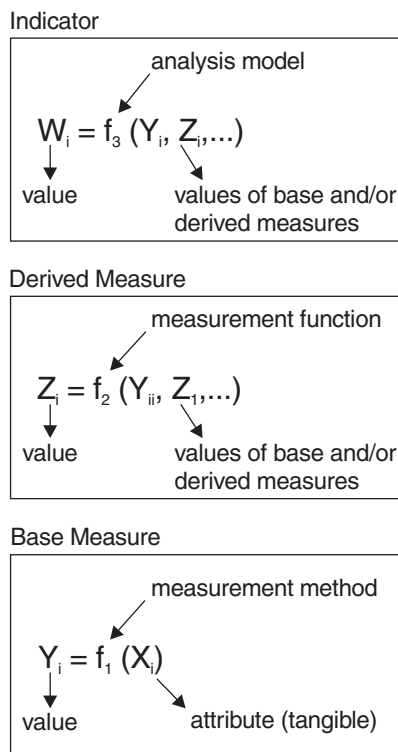 Indicator
analysis model
Wi = f3 (Yi, Zi,...)
value
values of base and/or
derived measures
Derived Measure
measurement function
Zi = f2 (Yii, Z1,...)
value
values of base and/or
derived measures
Base Measure
measurement method
Yi = f1 (Xi)
value
attribute (tangible)